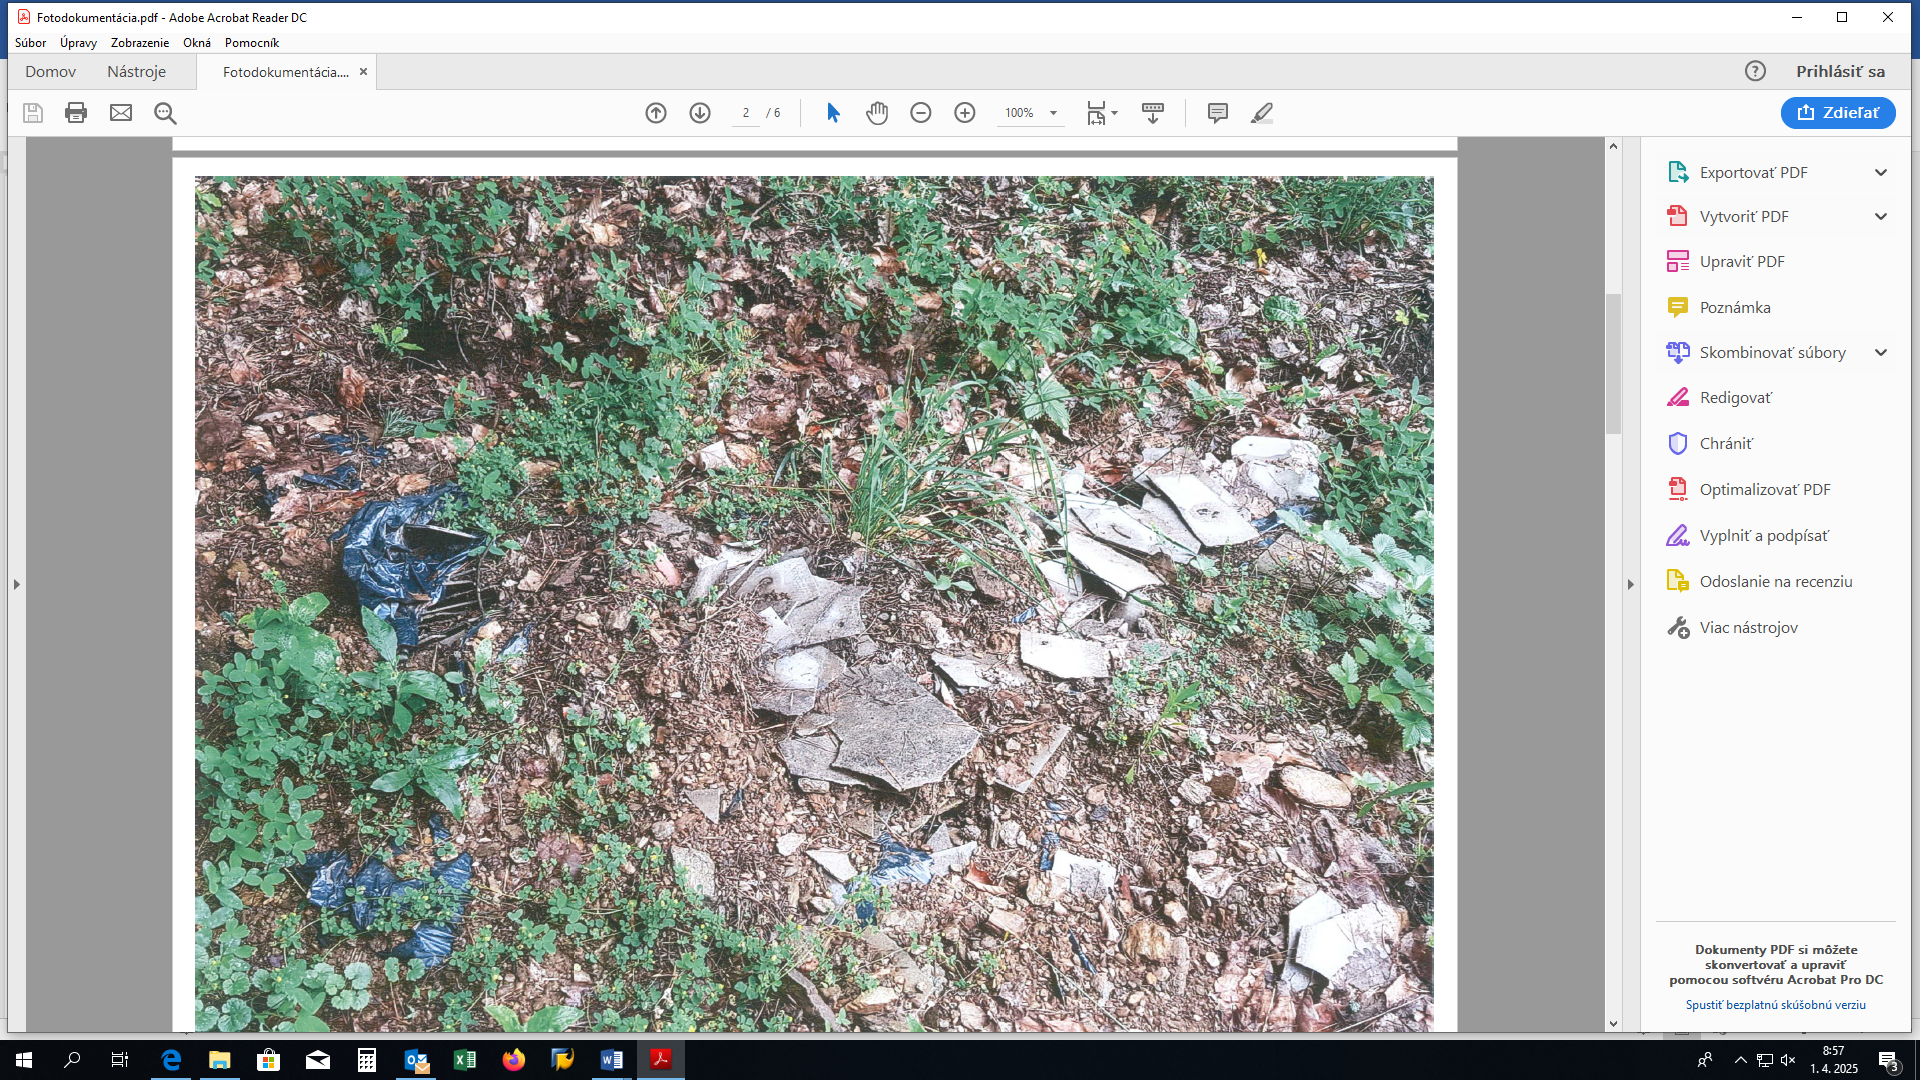 Fotodokumentácia.pdf - Adobe Acrobat Reader DC
Súbor Úpravy Zobrazenie Okná Pomocník
Domov Nástroje Fotodokumentácia.... Prihlásiť sa
2 / 6 100% Zdieľať
Exportovať PDF
Vytvoriť PDF
Upraviť PDF
Poznámka
Skombinovať súbory
Redigovať
Chrániť
Optimalizovať PDF
Vyplniť a podpísať
Odoslanie na recenziu
Viac nástrojov
Dokumenty PDF si môžete
skonvertovať a upraviť
pomocou softvéru Acrobat Pro DC
Spustiť bezplatnú skúšobnú verziu
8:57
1. 4. 2025
3